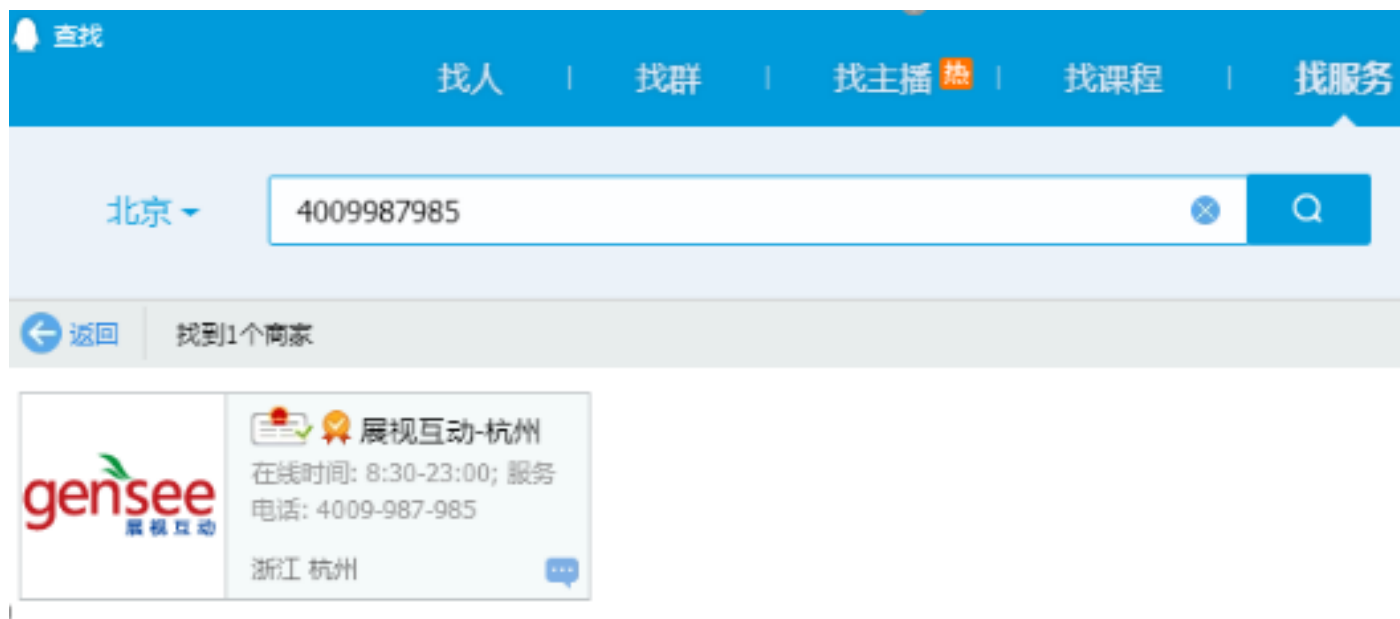 查找
找人 找群 找主播 热 找课程 找服务
北京 4009987985
返回 找到1个商家
展视互动-杭州
在线时间: 8:30-23:00; 服务
电话: 4009-987-985
gensee
展视互动
浙江 杭州